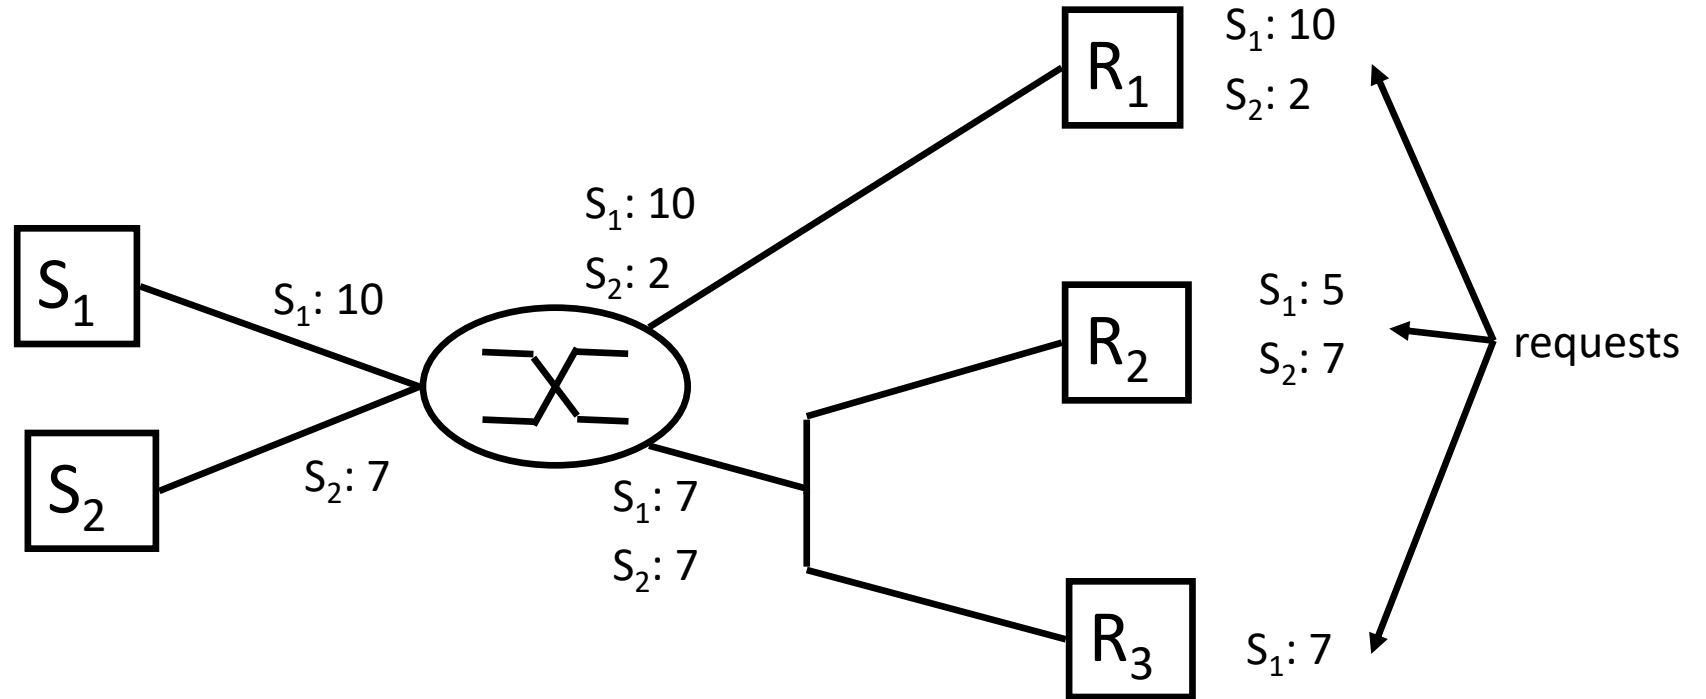 S₁: 10
R₁
S₂: 2
S₁: 10
S₂: 2
S₁
S₁: 10
S₁: 5
R₂
S₂: 7
requests
S₂
S₂: 7
S₁: 7
S₂: 7
R₃
S₁: 7